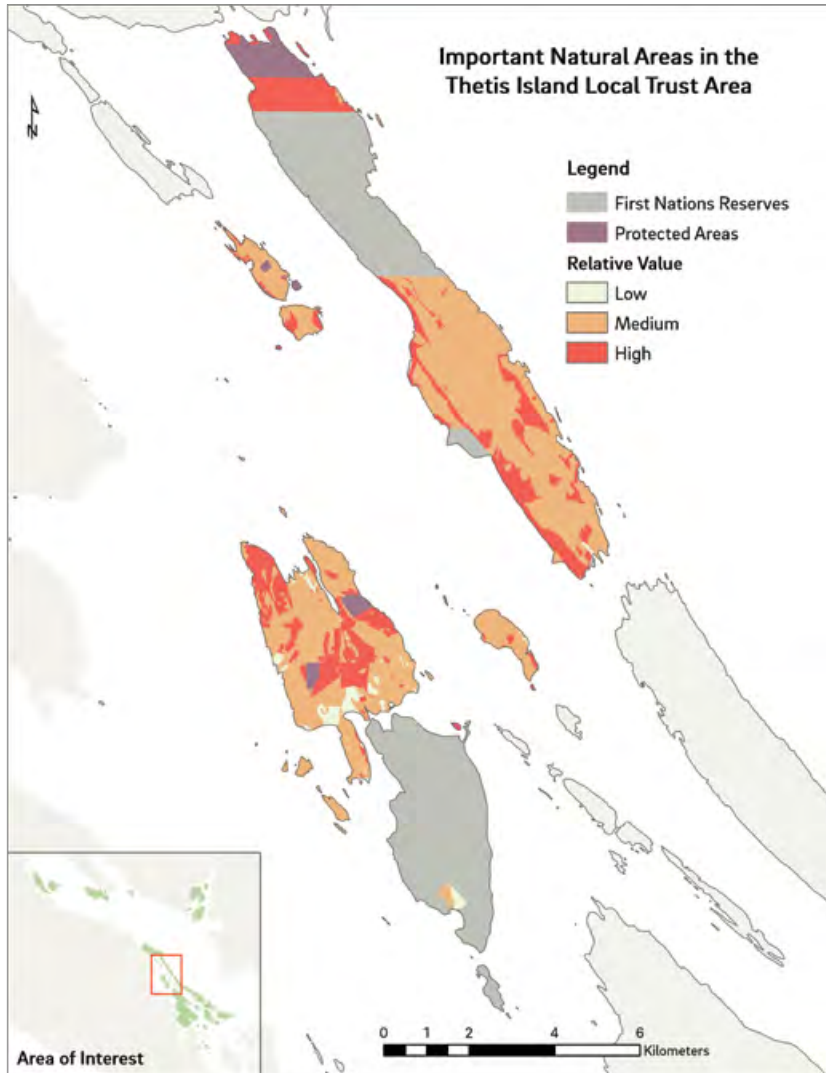 Important Natural Areas in the
Thetis Island Local Trust Area
N
Legend
First Nations Reserves
Protected Areas
Relative Value
Low
Medium
High
Area of Interest
0 1 2 4 6
Kilometers